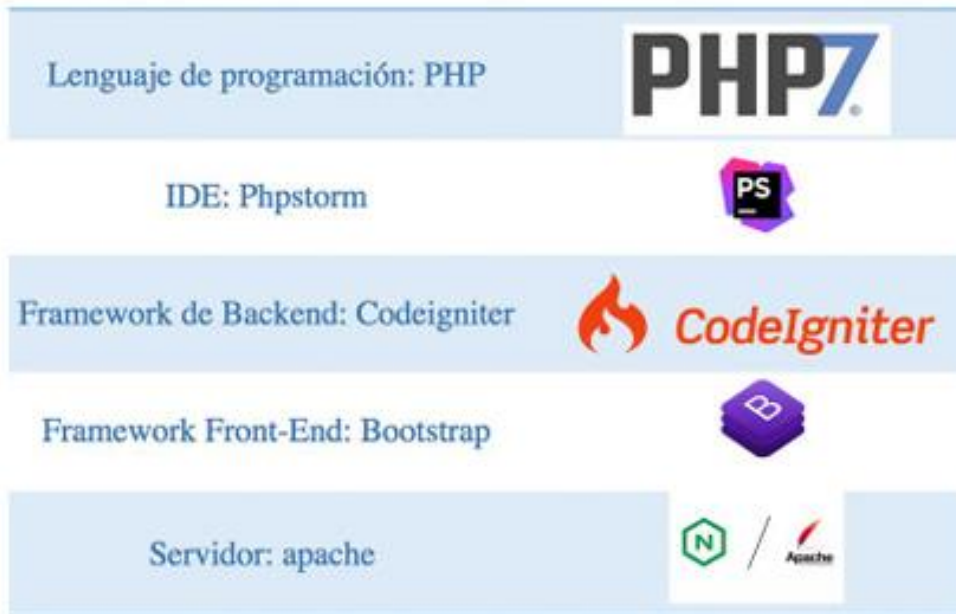 Lenguaje de programación: PHP
PHP7®
IDE: Phpstorm
PS
Framework de Backend: Codeigniter
CodeIgniter
Framework Front-End: Bootstrap
B
Servidor: apache
N / Apache